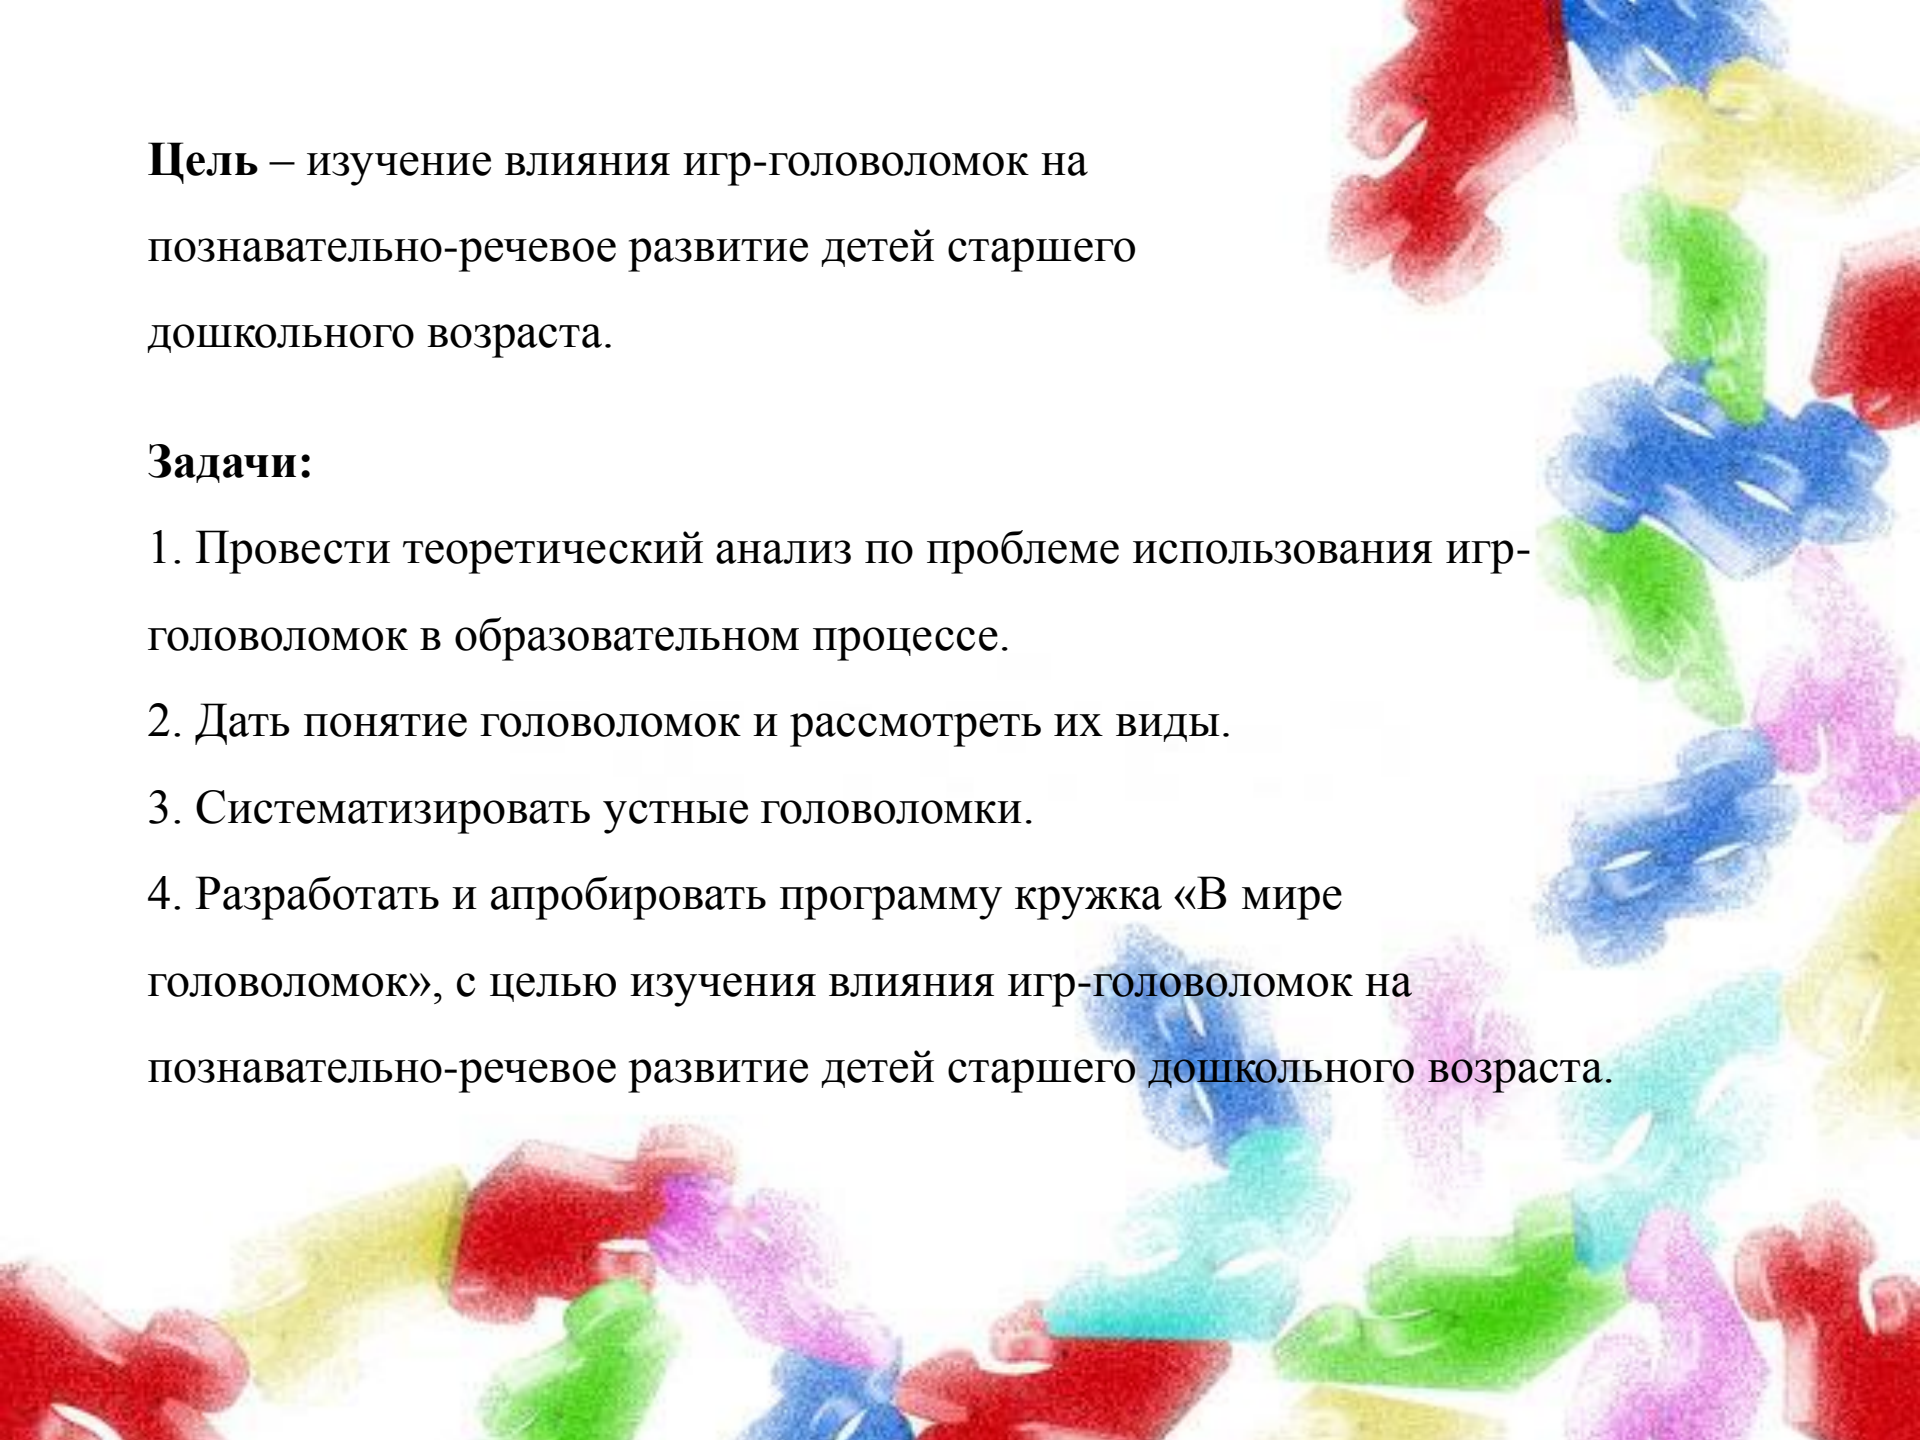 Цель – изучение влияния игр-головоломок на
познавательно-речевое развитие детей старшего
дошкольного возраста.
Задачи:
1. Провести теоретический анализ по проблеме использования игр-
головоломок в образовательном процессе.
2. Дать понятие головоломок и рассмотреть их виды.
3. Систематизировать устные головоломки.
4. Разработать и апробировать программу кружка «В мире
головоломок», с целью изучения влияния игр-головоломок на
познавательно-речевое развитие детей старшего дошкольного возраста.